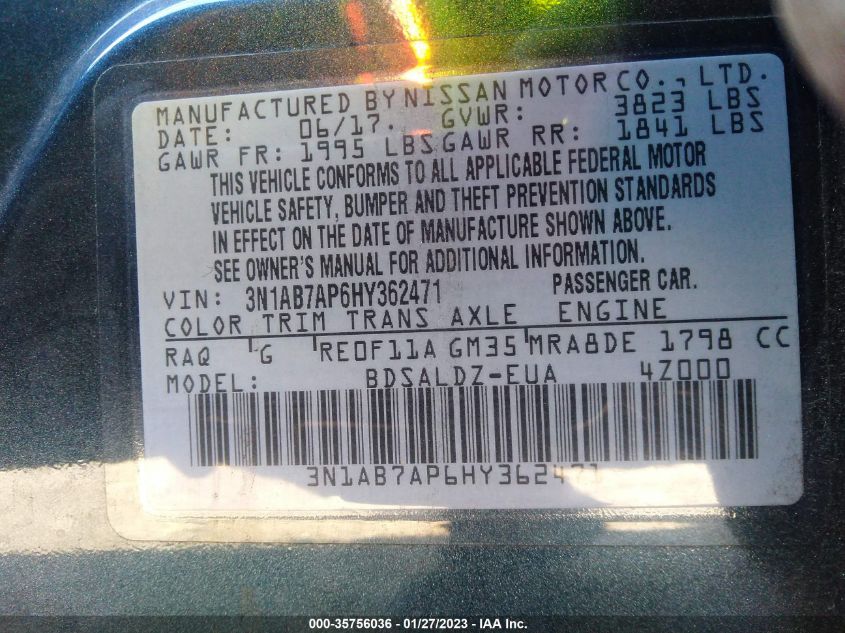 MANUFACTURED BY NISSAN MOTOR CO., LTD.
DATE: 06/17. GVWR: 3823 LBS
GAWR FR: 1995 LBS GAWR RR: 1841 LBS
THIS VEHICLE CONFORMS TO ALL APPLICABLE FEDERAL MOTOR
VEHICLE SAFETY, BUMPER AND THEFT PREVENTION STANDARDS
IN EFFECT ON THE DATE OF MANUFACTURE SHOWN ABOVE.
SEE OWNER'S MANUAL FOR ADDITIONAL INFORMATION.
VIN: 3N1AB7AP6HY362471 PASSENGER CAR.
COLOR TRIM TRANS AXLE ENGINE
RAQ G RE0F11A GM35 MRA8DE 1798 CC
MODEL: BDSALDZ-EUA 4Z000
3N1AB7AP6HY362471
000-35756036 - 01/27/2023 - IAA Inc.